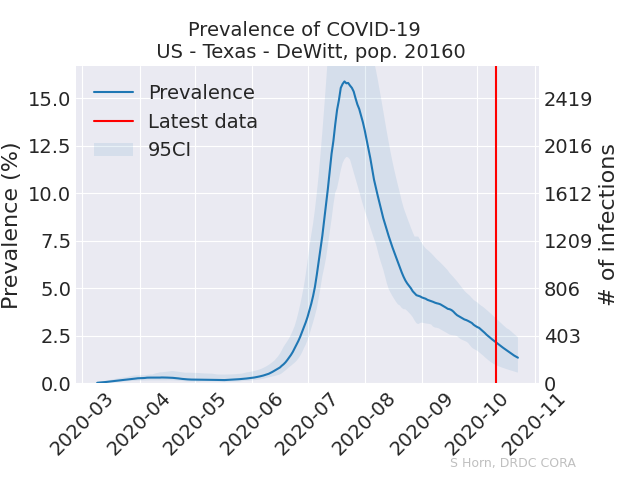 Prevalence of COVID-19
US - Texas - DeWitt, pop. 20160
Prevalence
Latest data
95CI
Prevalence (%)
15.0
12.5
10.0
7.5
5.0
2.5
0.0
2419
2016
1612
1209
806
403
0
# of infections
2020-03
2020-04
2020-05
2020-06
2020-07
2020-08
2020-09
2020-10
2020-11
S Horn, DRDC CORA